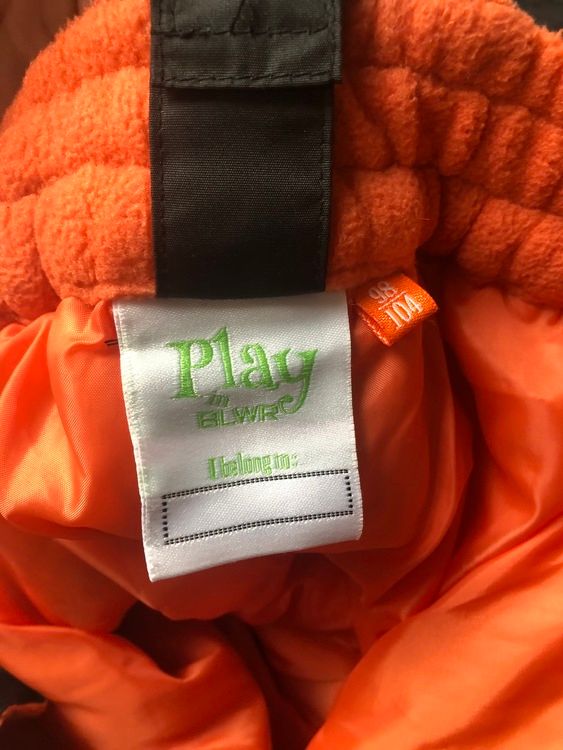 Play
in
BLWR
I belong to:
98
104